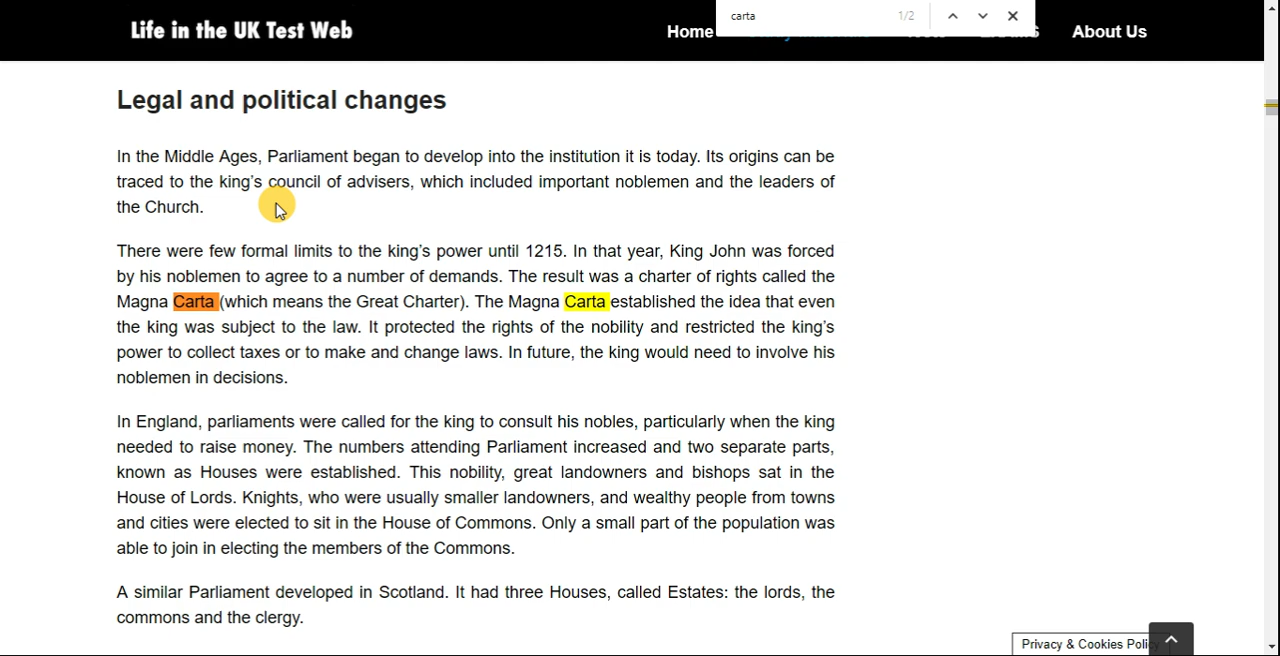 Life in the UK Test Web
carta 1/2
Home About Us
Legal and political changes
In the Middle Ages, Parliament began to develop into the institution it is today. Its origins can be
traced to the king's council of advisers, which included important noblemen and the leaders of
the Church.
There were few formal limits to the king's power until 1215. In that year, King John was forced
by his noblemen to agree to a number of demands. The result was a charter of rights called the
Magna Carta (which means the Great Charter). The Magna Carta established the idea that even
the king was subject to the law. It protected the rights of the nobility and restricted the king's
power to collect taxes or to make and change laws. In future, the king would need to involve his
noblemen in decisions.
In England, parliaments were called for the king to consult his nobles, particularly when the king
needed to raise money. The numbers attending Parliament increased and two separate parts,
known as Houses were established. This nobility, great landowners and bishops sat in the
House of Lords. Knights, who were usually smaller landowners, and wealthy people from towns
and cities were elected to sit in the House of Commons. Only a small part of the population was
able to join in electing the members of the Commons.
A similar Parliament developed in Scotland. It had three Houses, called Estates: the lords, the
commons and the clergy.
Privacy & Cookies Policy